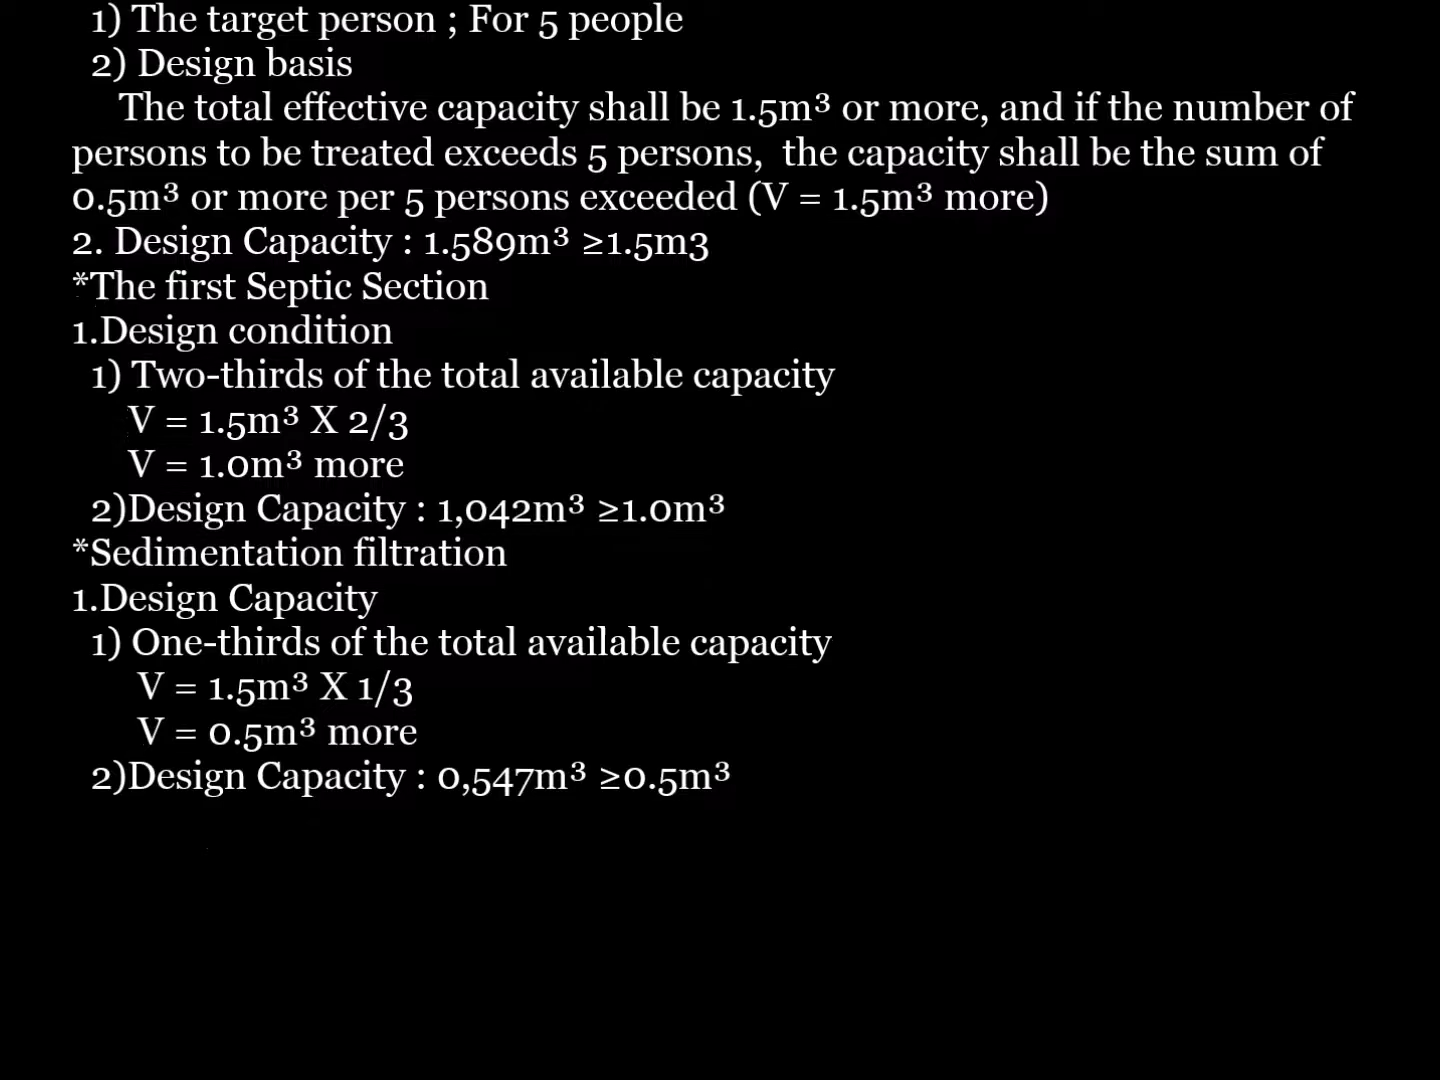 1) The target person ; For 5 people
2) Design basis
The total effective capacity shall be 1.5m³ or more, and if the number of
persons to be treated exceeds 5 persons,  the capacity shall be the sum of
0.5m³ or more per 5 persons exceeded (V = 1.5m³ more)
2. Design Capacity : 1.589m³ ≥1.5m3
*The first Septic Section
1.Design condition
1) Two-thirds of the total available capacity
V = 1.5m³ X 2/3
V = 1.0m³ more
2)Design Capacity : 1,042m³ ≥1.0m³
*Sedimentation filtration
1.Design Capacity
1) One-thirds of the total available capacity
V = 1.5m³ X 1/3
V = 0.5m³ more
2)Design Capacity : 0,547m³ ≥0.5m³